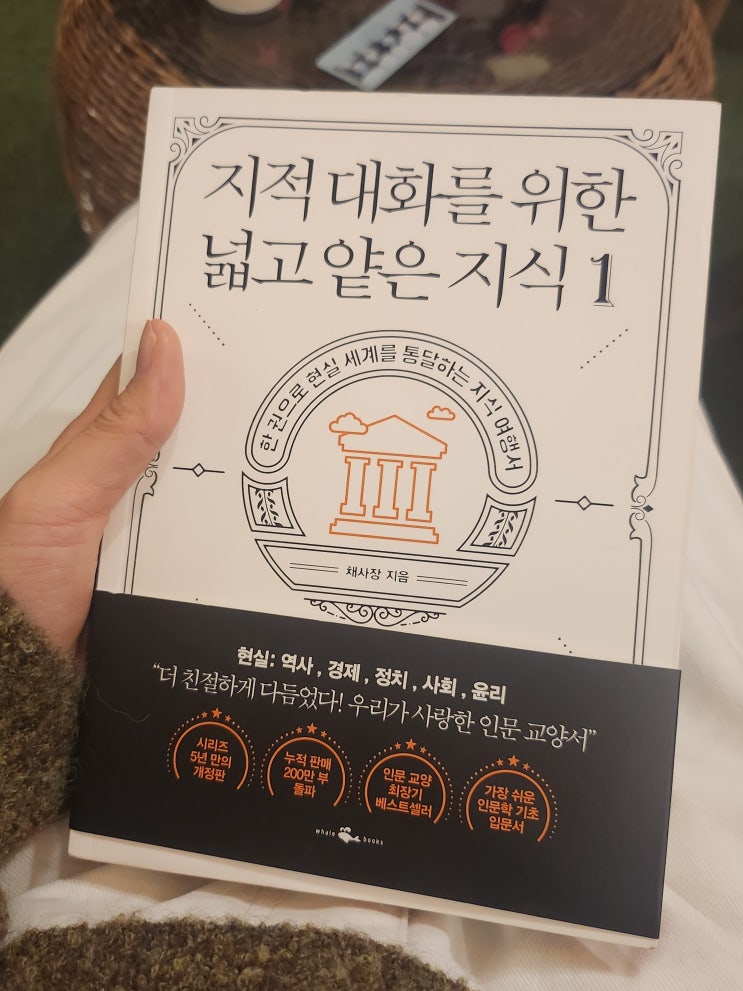 지적 대화를 위한
넓고 얕은 지식 1
한 권으로 현실 세계를 통달하는 지식 여행서
채사장 지음
현실: 역사, 경제, 정치, 사회, 윤리
“더 친절하게 다듬었다! 우리가 사랑한 인문 교양서”
시리즈
5년 만의
개정판
누적 판매
200만 부
돌파
인문 교양
최장기
베스트셀러
가장 쉬운
인문학 기초
입문서
whale books